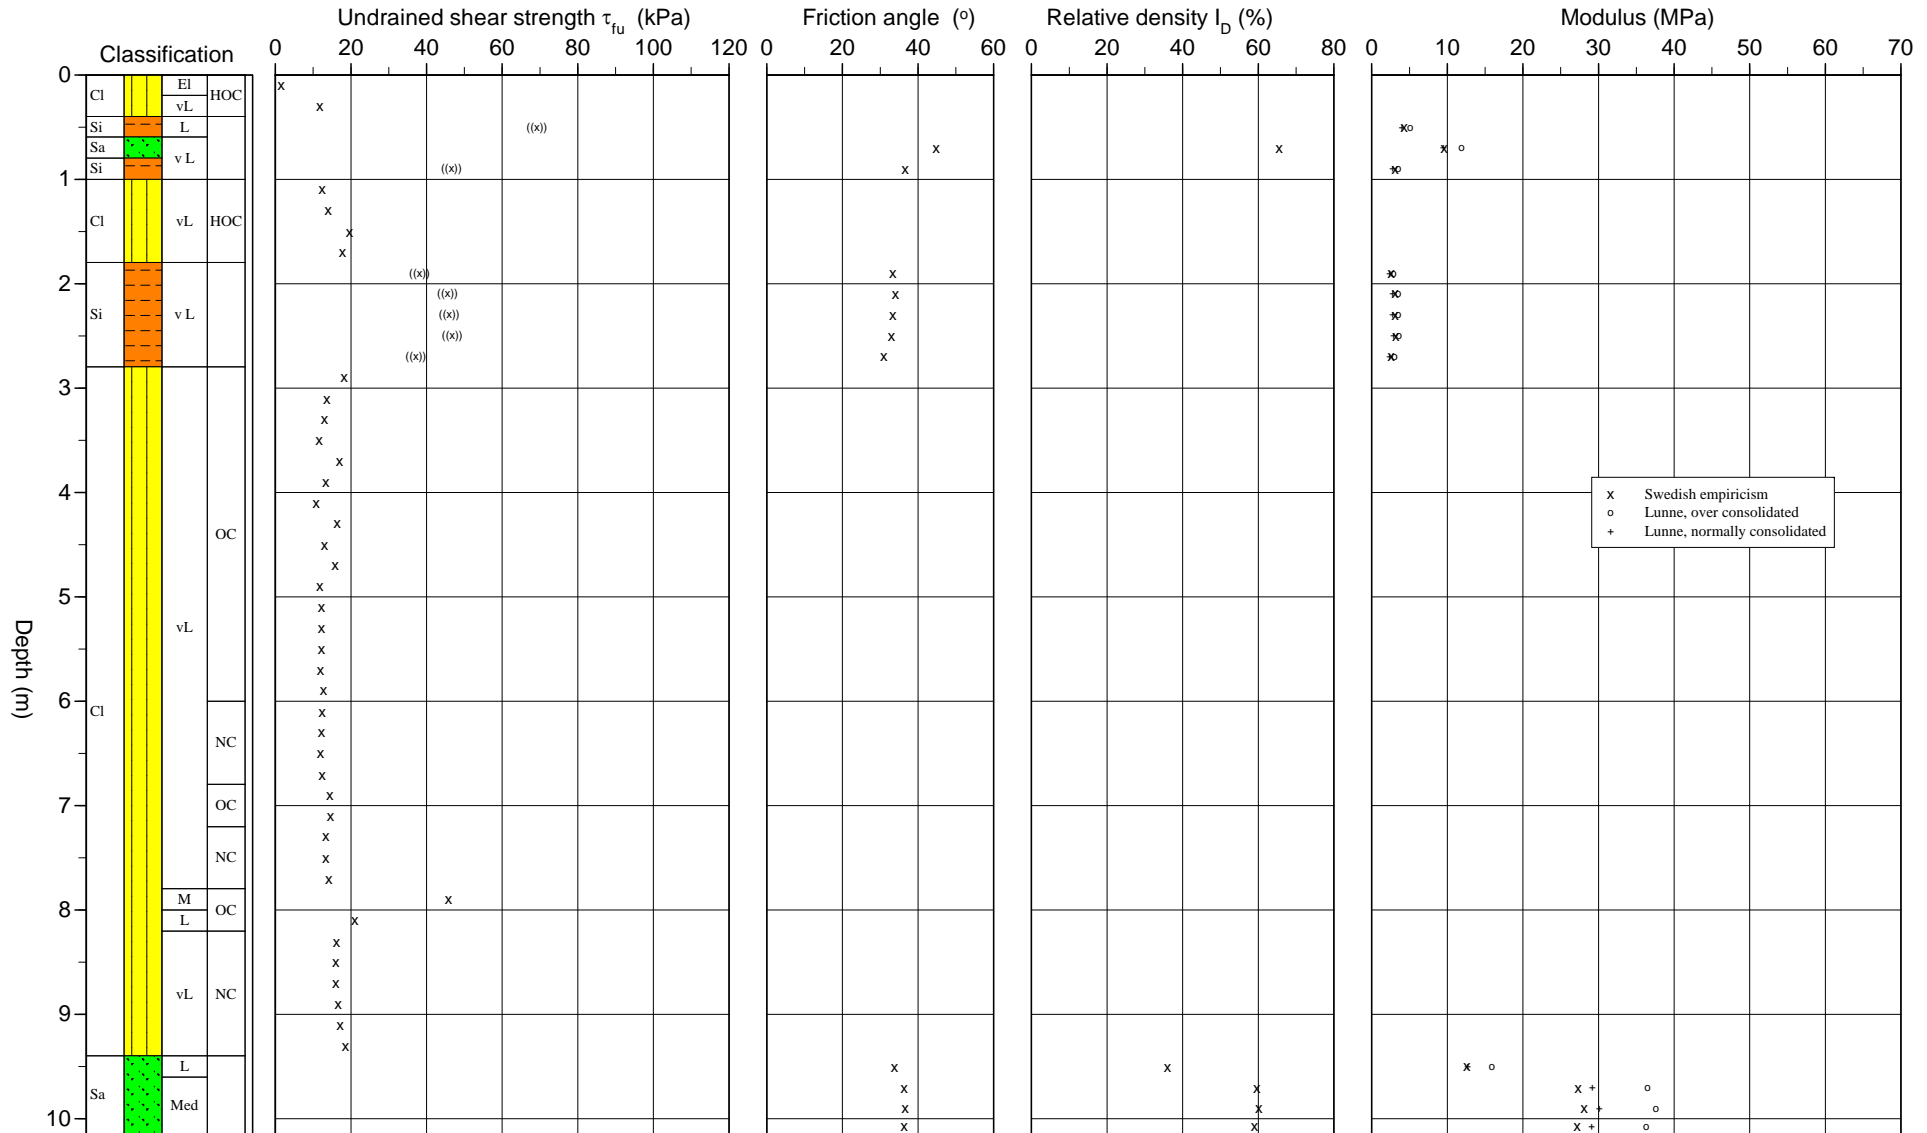 Undrained shear strength τfu (kPa) Friction angle (o) Relative density ID (%) Modulus (MPa)
Classification
0 20 40 60 80 100 120 0 20 40 60 0 20 40 60 80 0 10 20 30 40 50 60 70
Depth (m)
0
1
2
3
4
5
6
7
8
9
10
Cl El HOC
vL
Si L
Sa
v L
Si
Cl vL HOC
Si v L
OC
vL
Cl
NC
OC
NC
M
OC
L
vL NC
L
Sa
Med
x Swedish empiricism
o Lunne, over consolidated
+ Lunne, normally consolidated